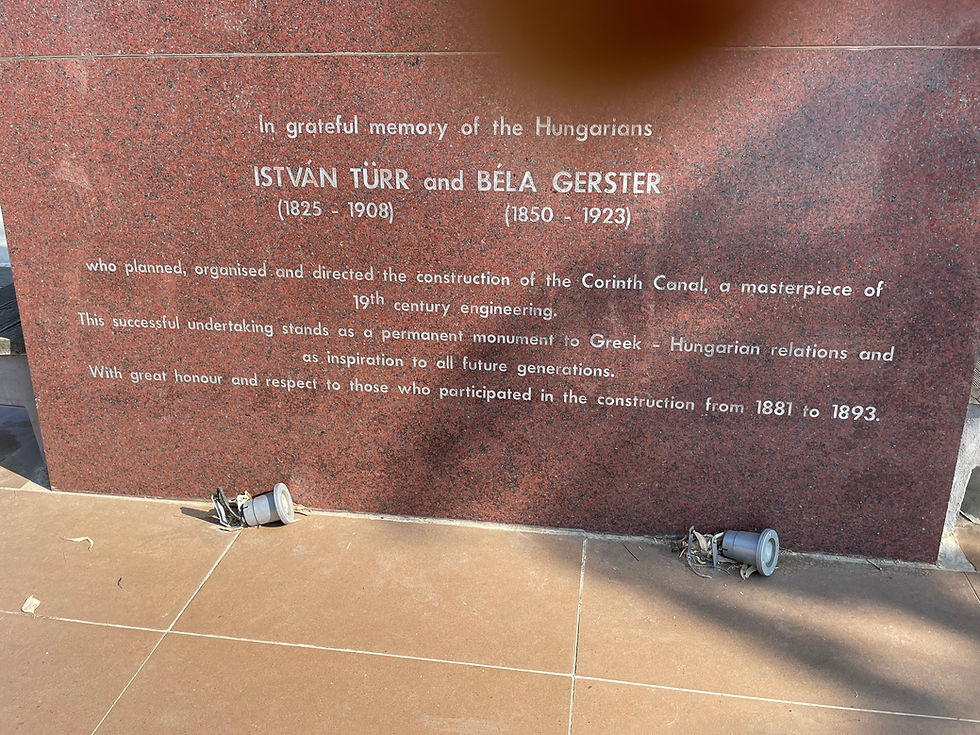 In grateful memory of the Hungarians
ISTVÁN TÜRR and BÉLA GERSTER
(1825 - 1908) (1850 - 1923)
who planned, organised and directed the construction of the Corinth Canal, a masterpiece of
19th century engineering.
This successful undertaking stands as a permanent monument to Greek - Hungarian relations and
as inspiration to all future generations.
With great honour and respect to those who participated in the construction from 1881 to 1893.